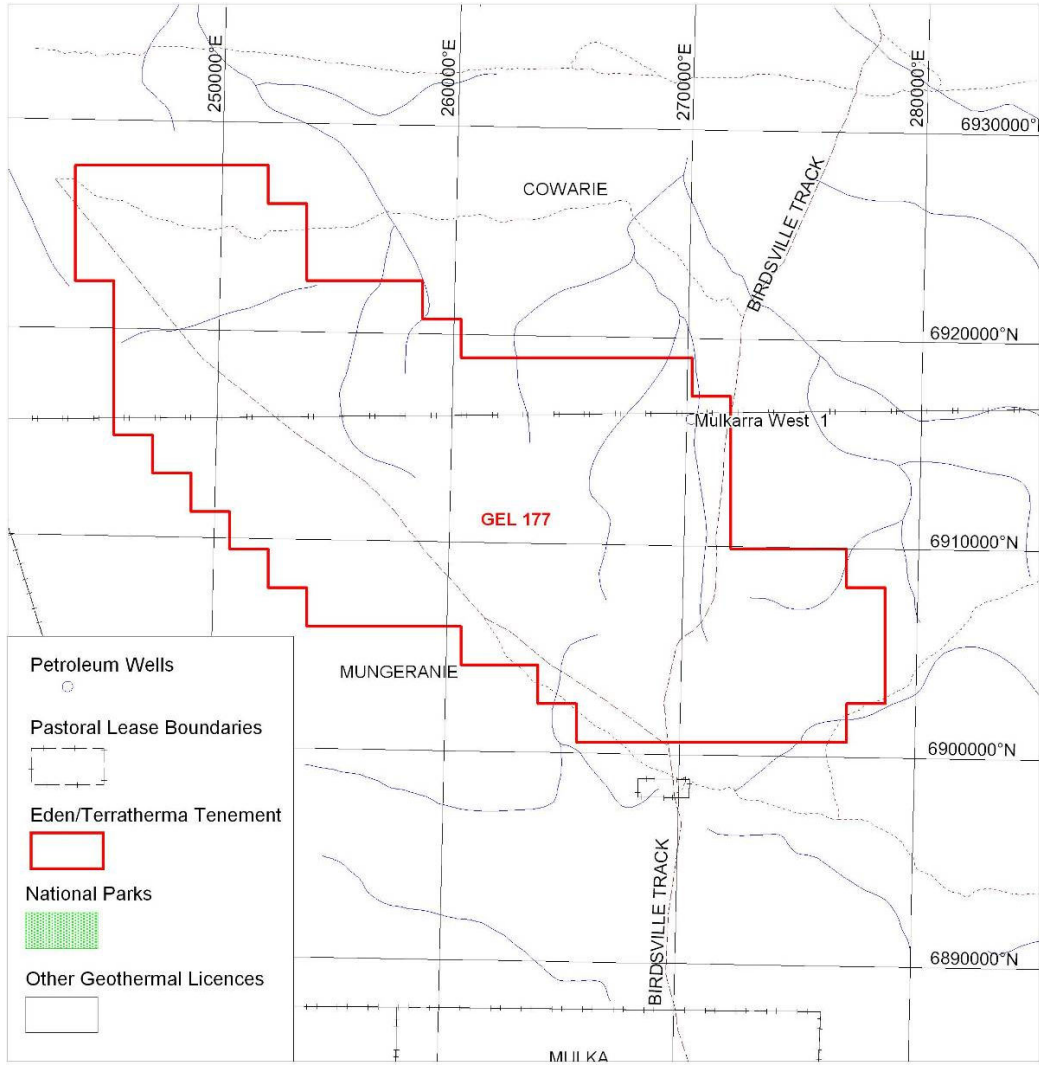 250000°E
260000°E
270000°E
280000°E
6930000°
COWARIE
BIRDSVILLE TRACK
6920000°N
Mulkarra West 1
GEL 177
6910000°N
MUNGERANIE
6900000°N
BIRDSVILLE TRACK
6890000°N
MULKA
Petroleum Wells
Pastoral Lease Boundaries
Eden/Terratherma Tenement
National Parks
Other Geothermal Licences